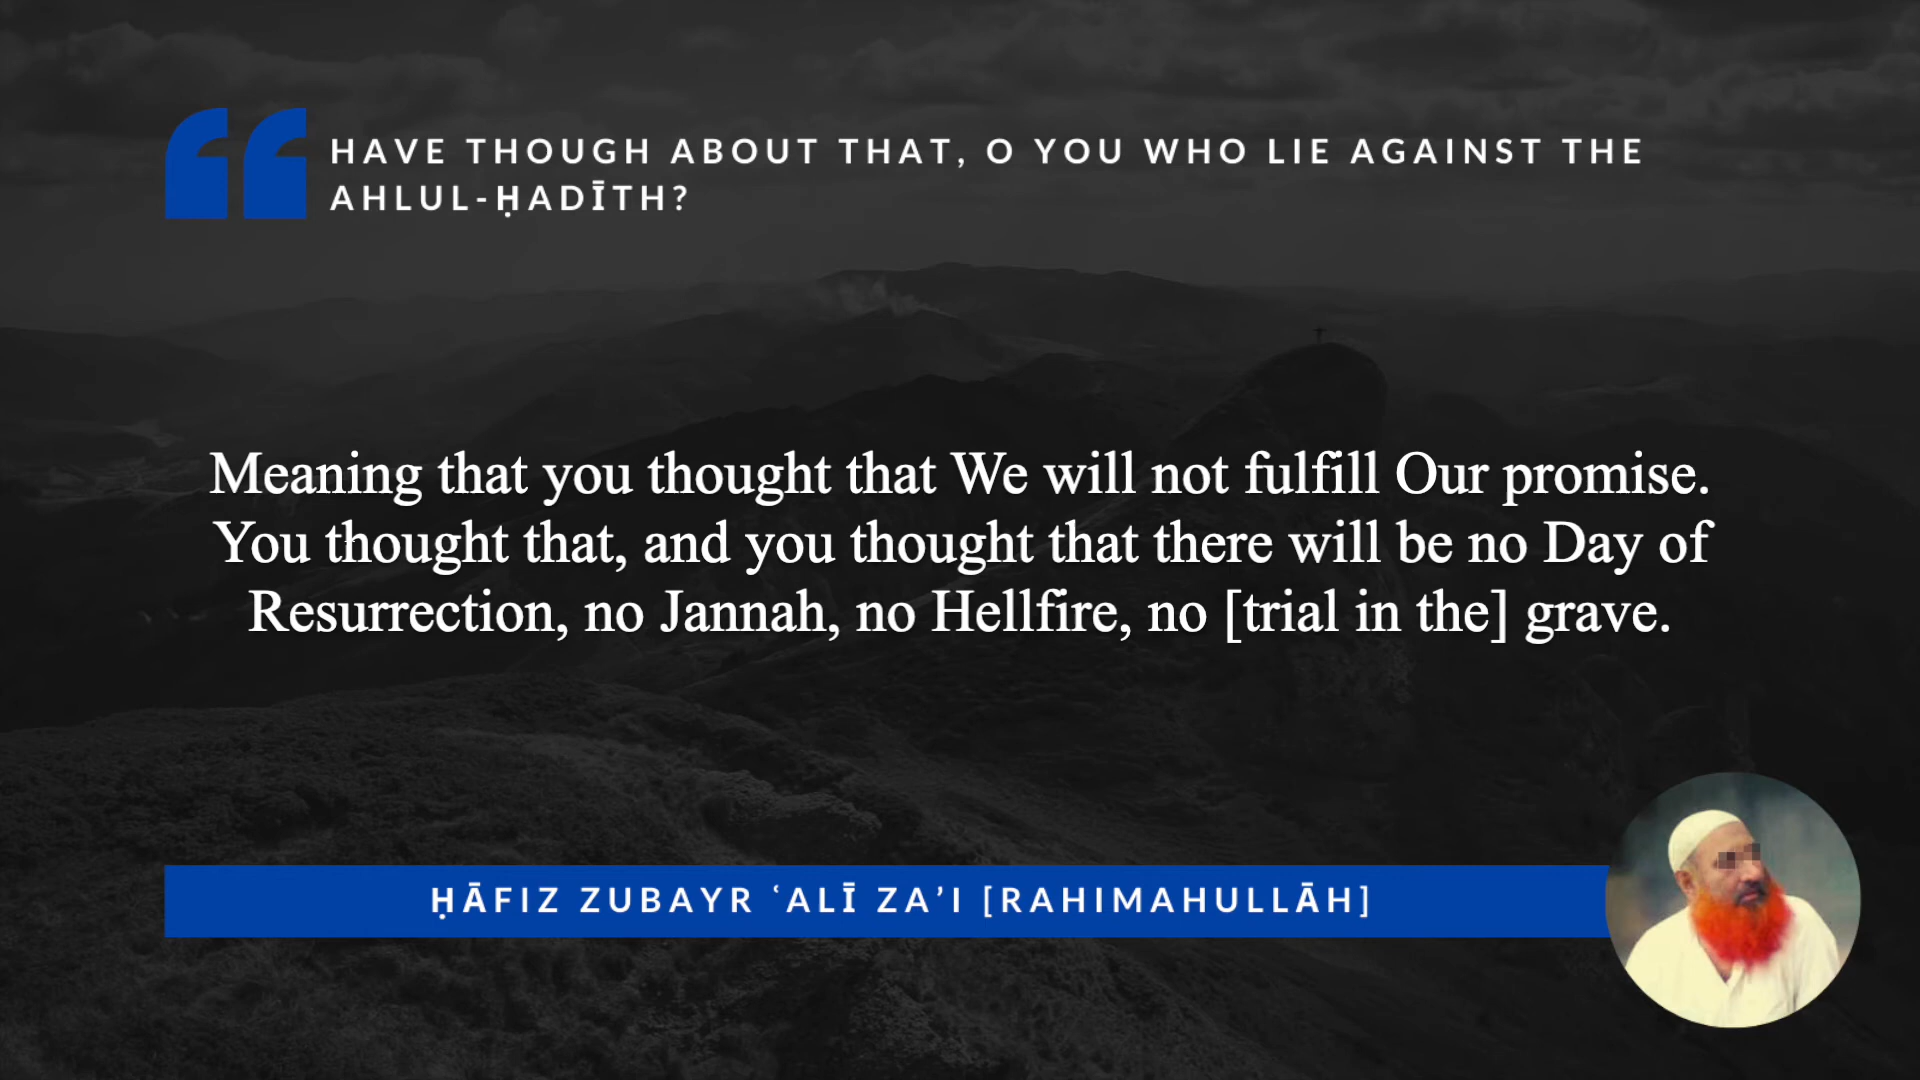 HAVE THOUGH ABOUT THAT, O YOU WHO LIE AGAINST THE
AHLUL-ḤADĪTH?
Meaning that you thought that We will not fulfill Our promise.
You thought that, and you thought that there will be no Day of
Resurrection, no Jannah, no Hellfire, no [trial in the] grave.
ḤĀFIZ ZUBAYR ʿALĪ ZA’I [RAHIMAHULLĀH]